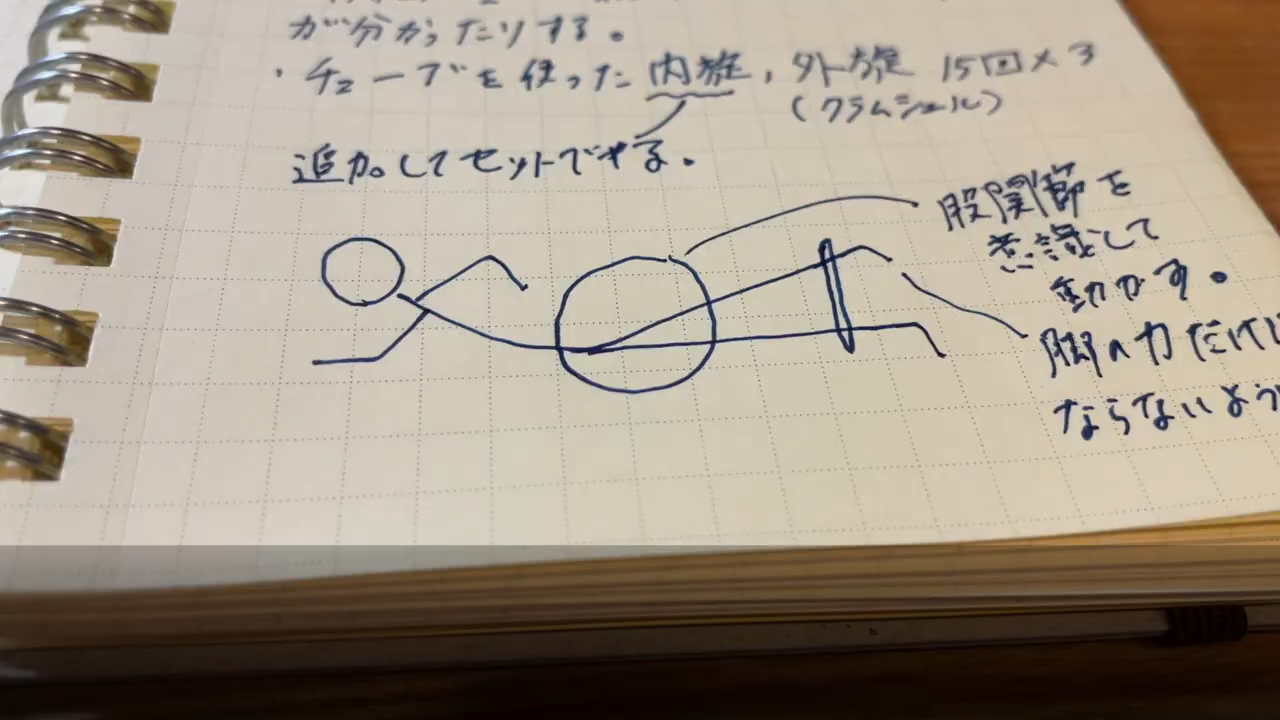 が分かったりする。
・チューブを使った内旋, 外旋 15回×3
(クラムシェル)
追加してセットでやる。
股関節を
意識して
動かす。
脚の力だけに
ならないよう